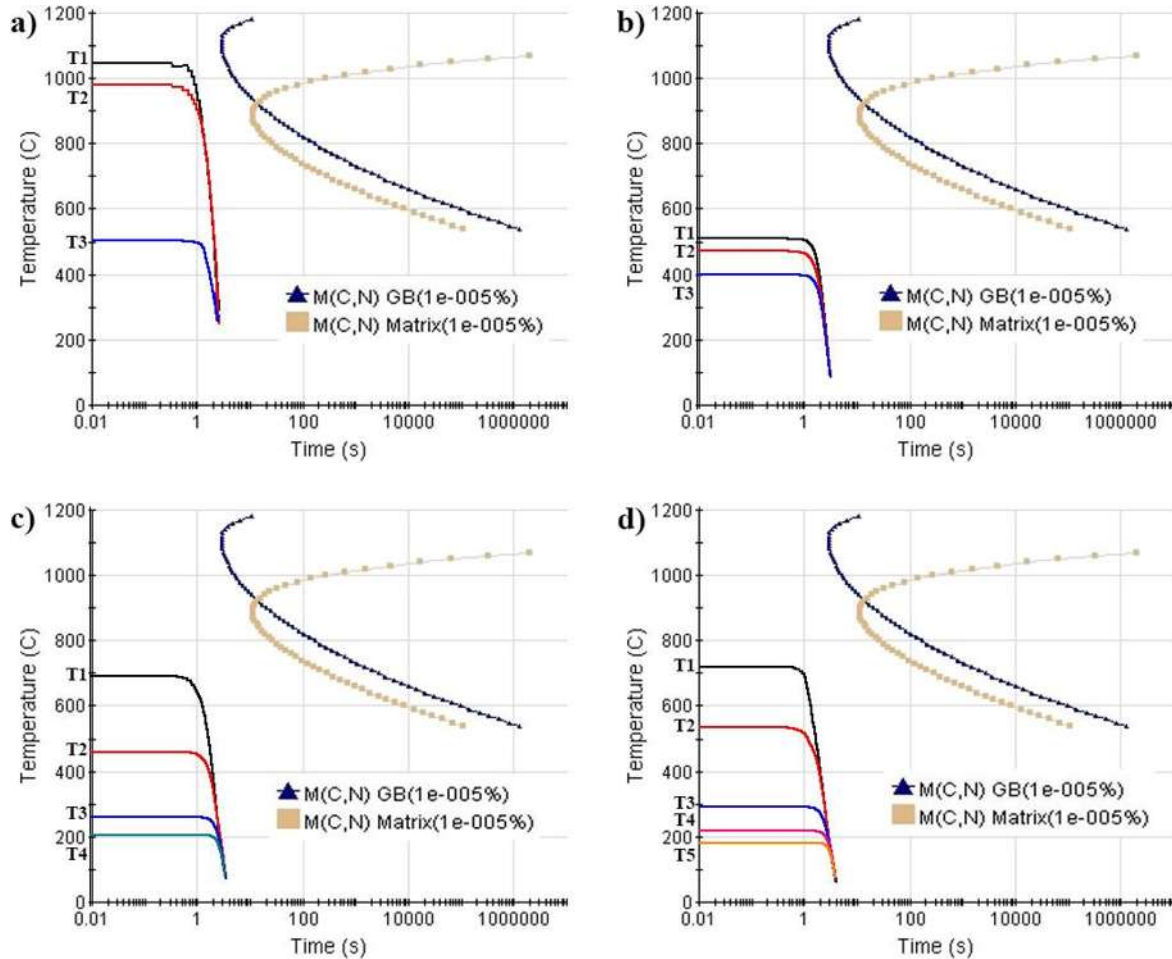 a)
1200
T1
1000
T2
800
600
T3
400
200
0
Temperature (C)
M(C,N) GB(1e-005%)
M(C,N) Matrix(1e-005%)
0.01 1 100 10000 1000000
Time (s)
b)
1200
1000
800
600
T1
T2
400
T3
200
0
Temperature (C)
M(C,N) GB(1e-005%)
M(C,N) Matrix(1e-005%)
0.01 1 100 10000 1000000
Time (s)
c)
1200
1000
800
T1
600
T2
400
T3
200
T4
0
Temperature (C)
M(C,N) GB(1e-005%)
M(C,N) Matrix(1e-005%)
0.01 1 100 10000 1000000
Time (s)
d)
1200
1000
800
T1
600
T2
400
T3
T4
200
T5
0
Temperature (C)
M(C,N) GB(1e-005%)
M(C,N) Matrix(1e-005%)
0.01 1 100 10000 1000000
Time (s)